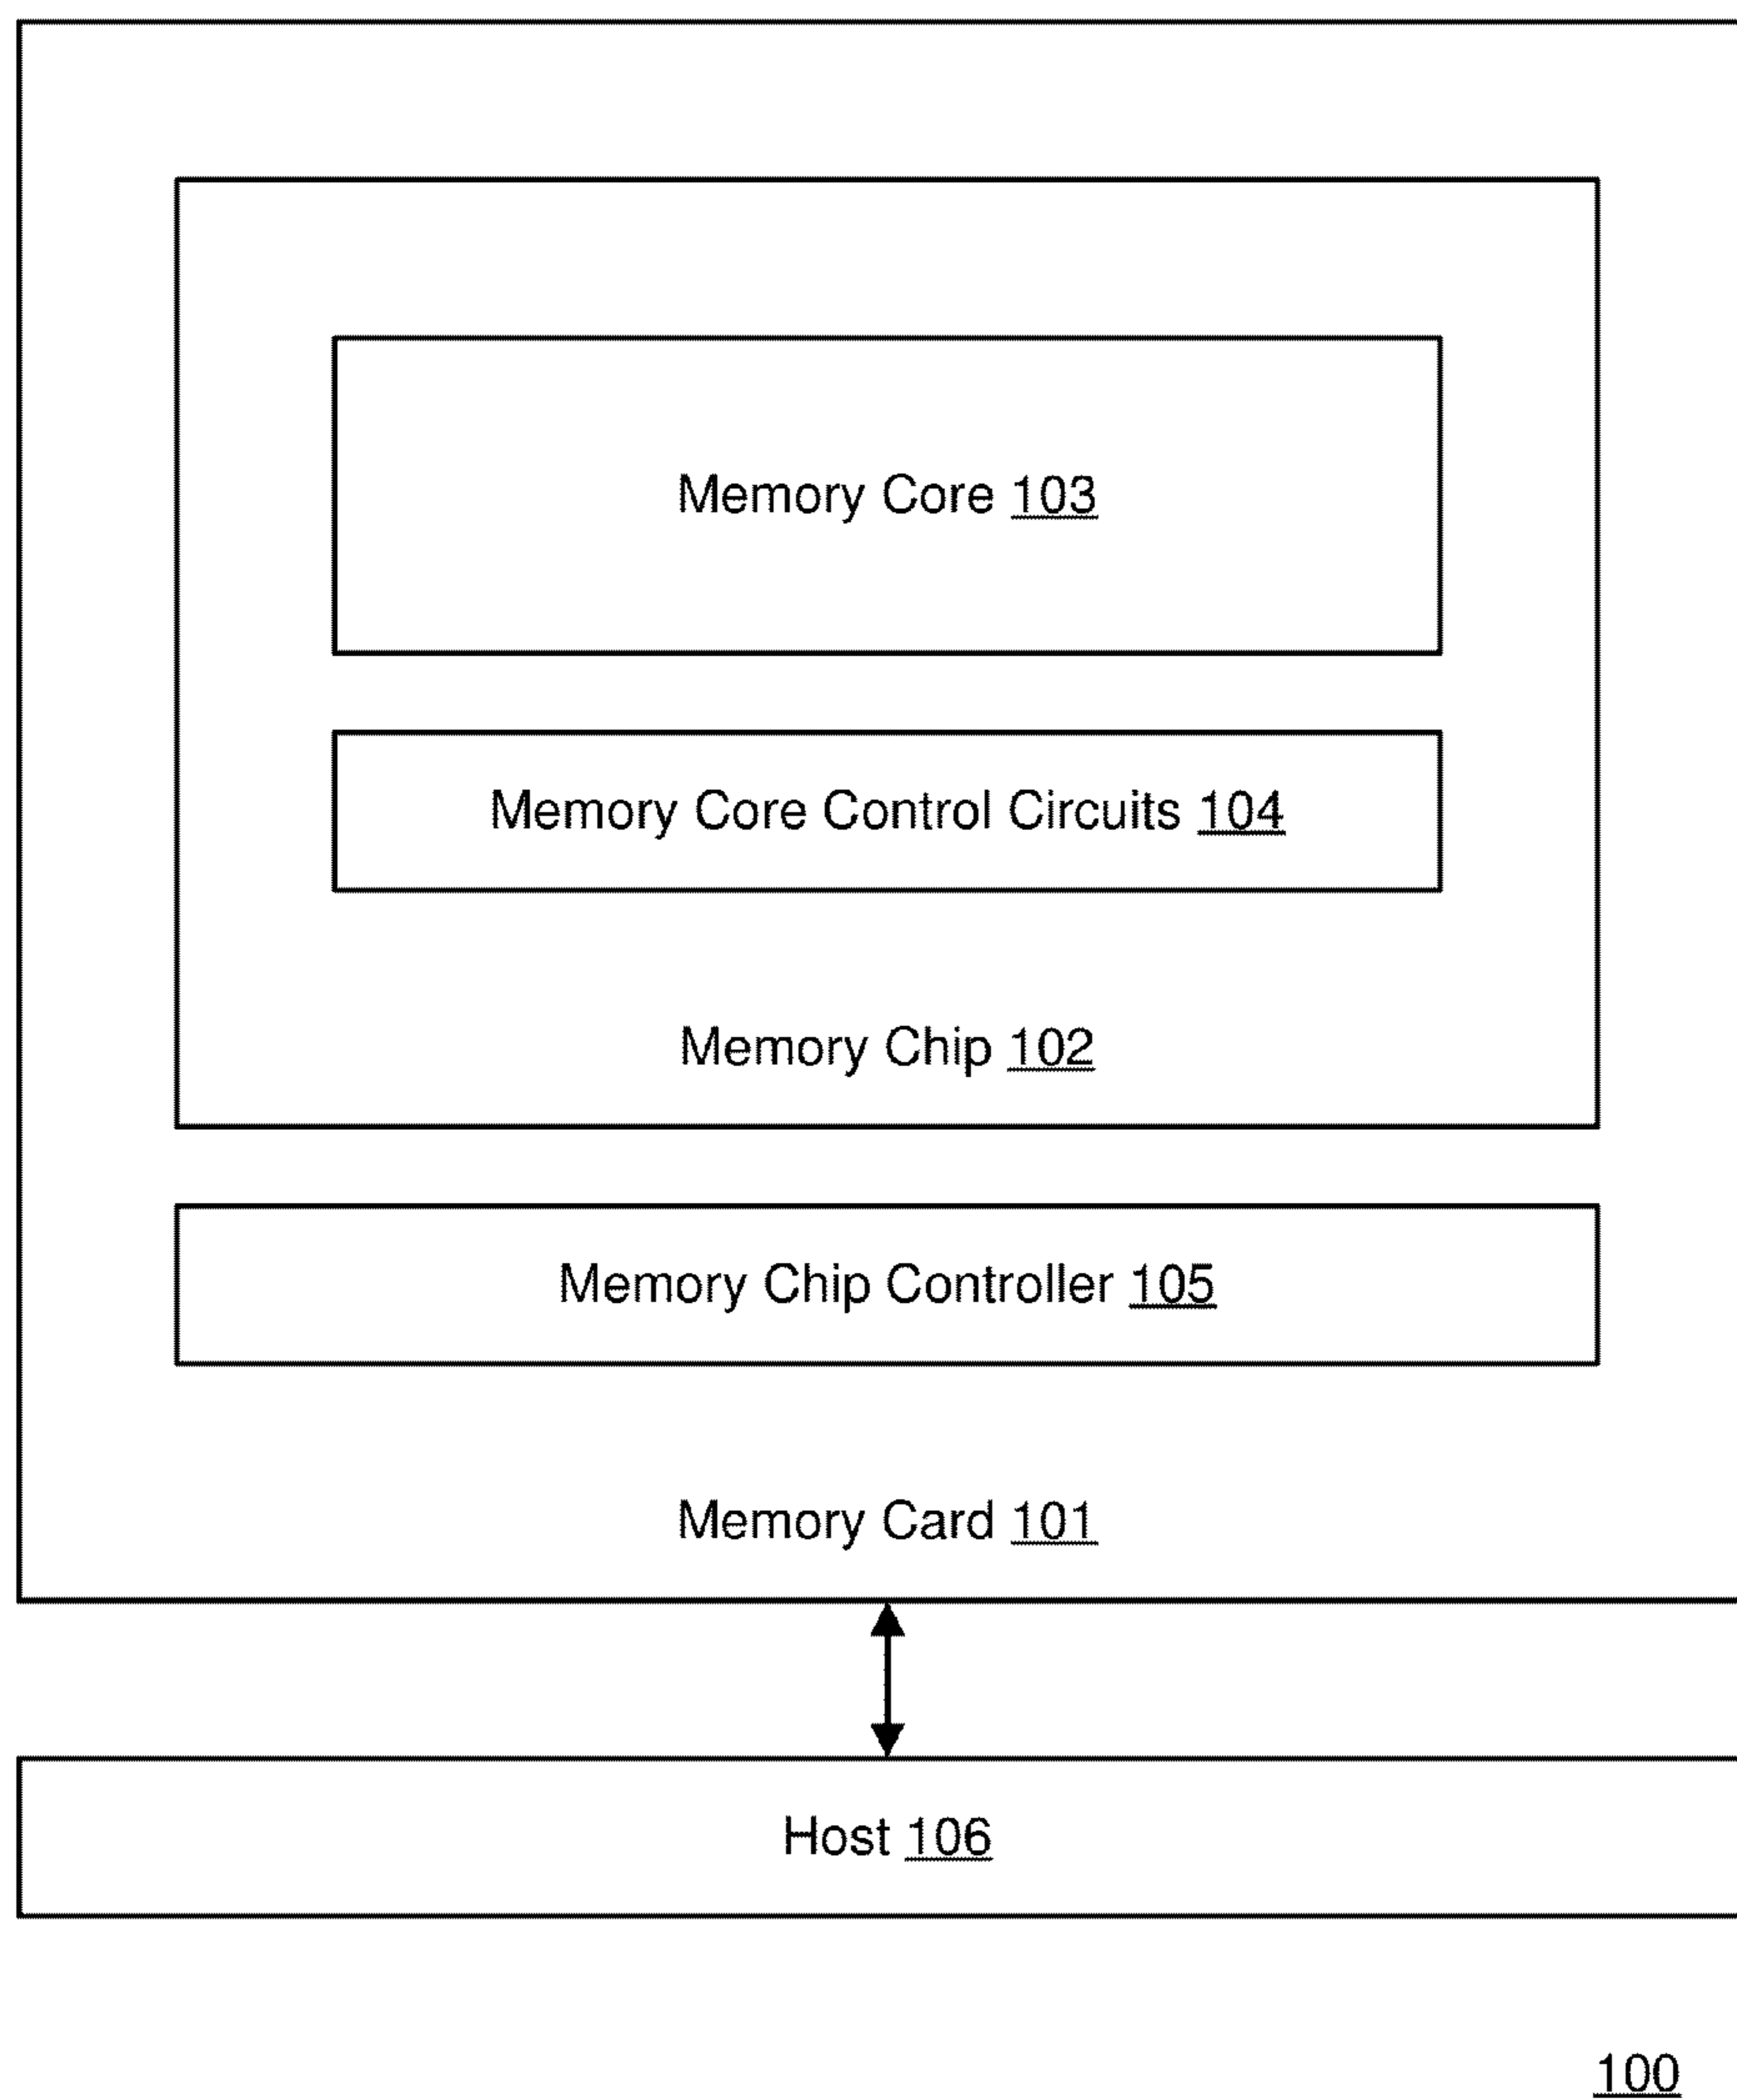 Memory Core 103
Memory Core Control Circuits 104
Memory Chip 102
Memory Chip Controller 105
Memory Card 101
Host 106
100